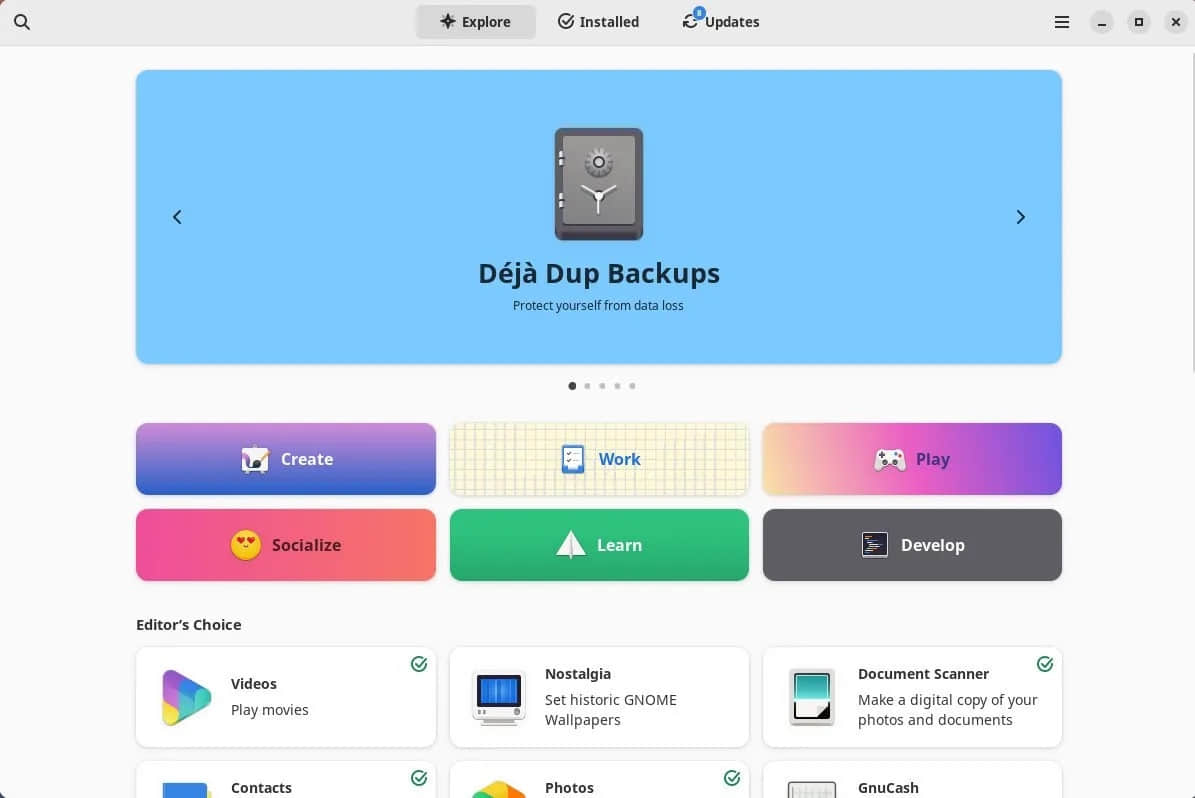 Explore
Installed
8
Updates
Déjà Dup Backups
Protect yourself from data loss
Create
Work
Play
Socialize
Learn
Develop
Editor’s Choice
Videos
Play movies
Nostalgia
Set historic GNOME
Wallpapers
Document Scanner
Make a digital copy of your
photos and documents
Contacts
Photos
GnuCash